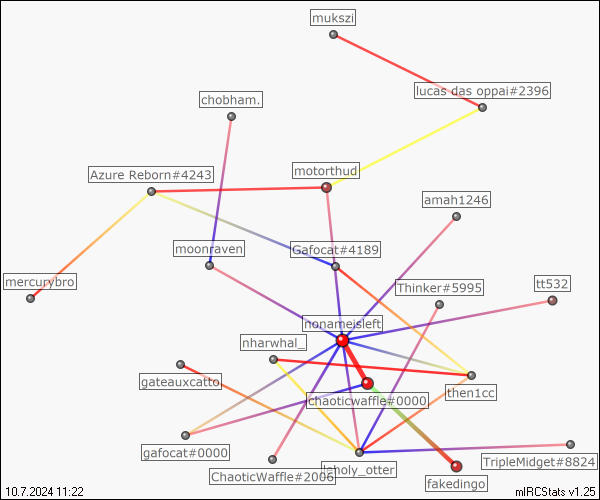 mukszi
lucas das oppai#2396
chobham.
motorthud
Azure Reborn#4243
amah1246
moonraven
Gafocat#4189
mercurybro
Thinker#5995
tt532
nonameisleft
nharwhal_
gateauxcatto
chaoticwaffle#0000
then1cc
gafocat#0000
ChaoticWaffle#2006
lcholy_otter
TripleMidget#8824
fakedingo
10.7.2024 11:22
mIRCStats v1.25